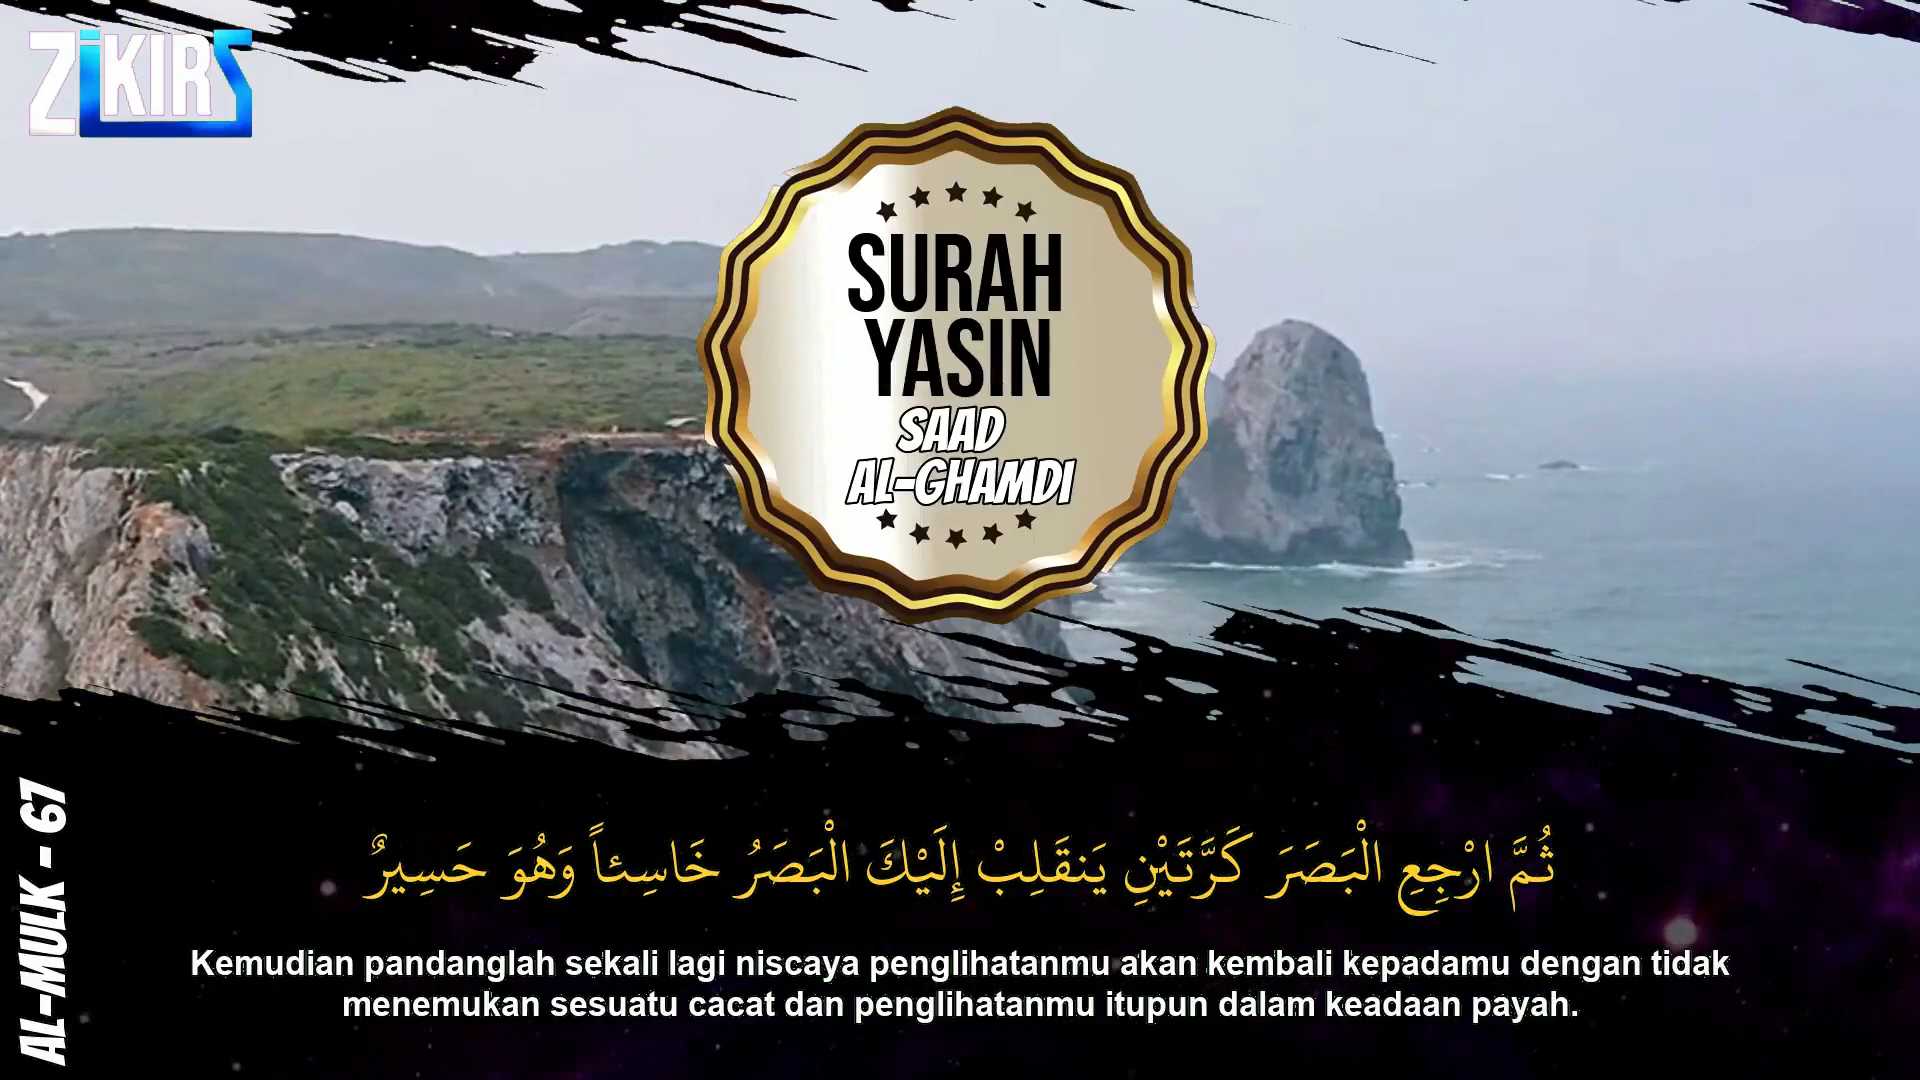 ZIKIRS
SURAH
YASIN
SAAD
AL-GHAMDI
AL-MULK - 67
ثُمَّ ارْجِعِ الْبَصَرَ كَرَّتَيْنِ يَنقَلِبْ إِلَيْكَ الْبَصَرُ خَاسِئاً وَهُوَ حَسِيرٌ
Kemudian pandanglah sekali lagi niscaya penglihatanmu akan kembali kepadamu dengan tidak
menemukan sesuatu cacat dan penglihatanmu itupun dalam keadaan payah.